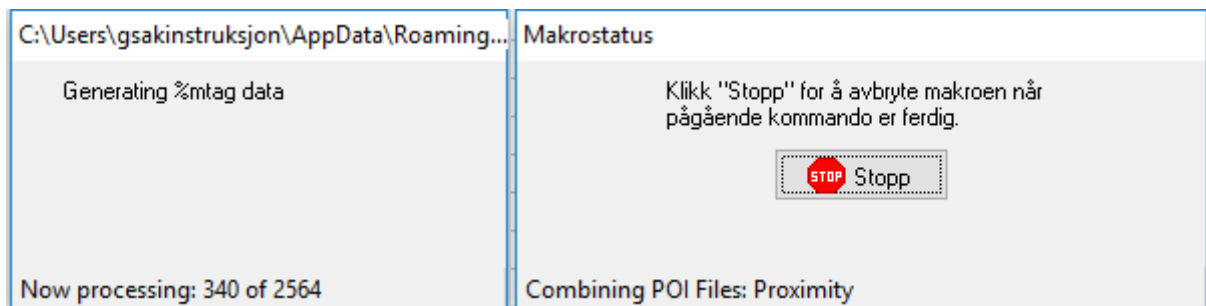 C:\Users\gsakinstruksjon\AppData\Roaming...
Generating %mtag data
Now processing: 340 of 2564
Makrostatus
Klikk "Stopp" for å avbryte makroen når
pågående kommando er ferdig.
STOP Stopp
Combining POI Files: Proximity